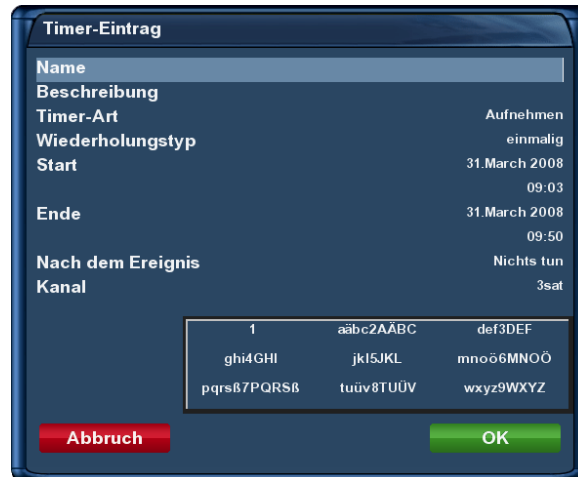 Timer-Eintrag
Name
Beschreibung
Timer-Art Aufnehmen
Wiederholungstyp einmalig
Start 31.March 2008
09:03
Ende 31.March 2008
09:50
Nach dem Ereignis Nichts tun
Kanal 3sat
1 aäbc2AÄBC def3DEF
ghi4GHI jkl5JKL mnoö6MNOÖ
pqrsß7PQRSß tuüv8TUÜV wxyz9WXYZ
Abbruch OK